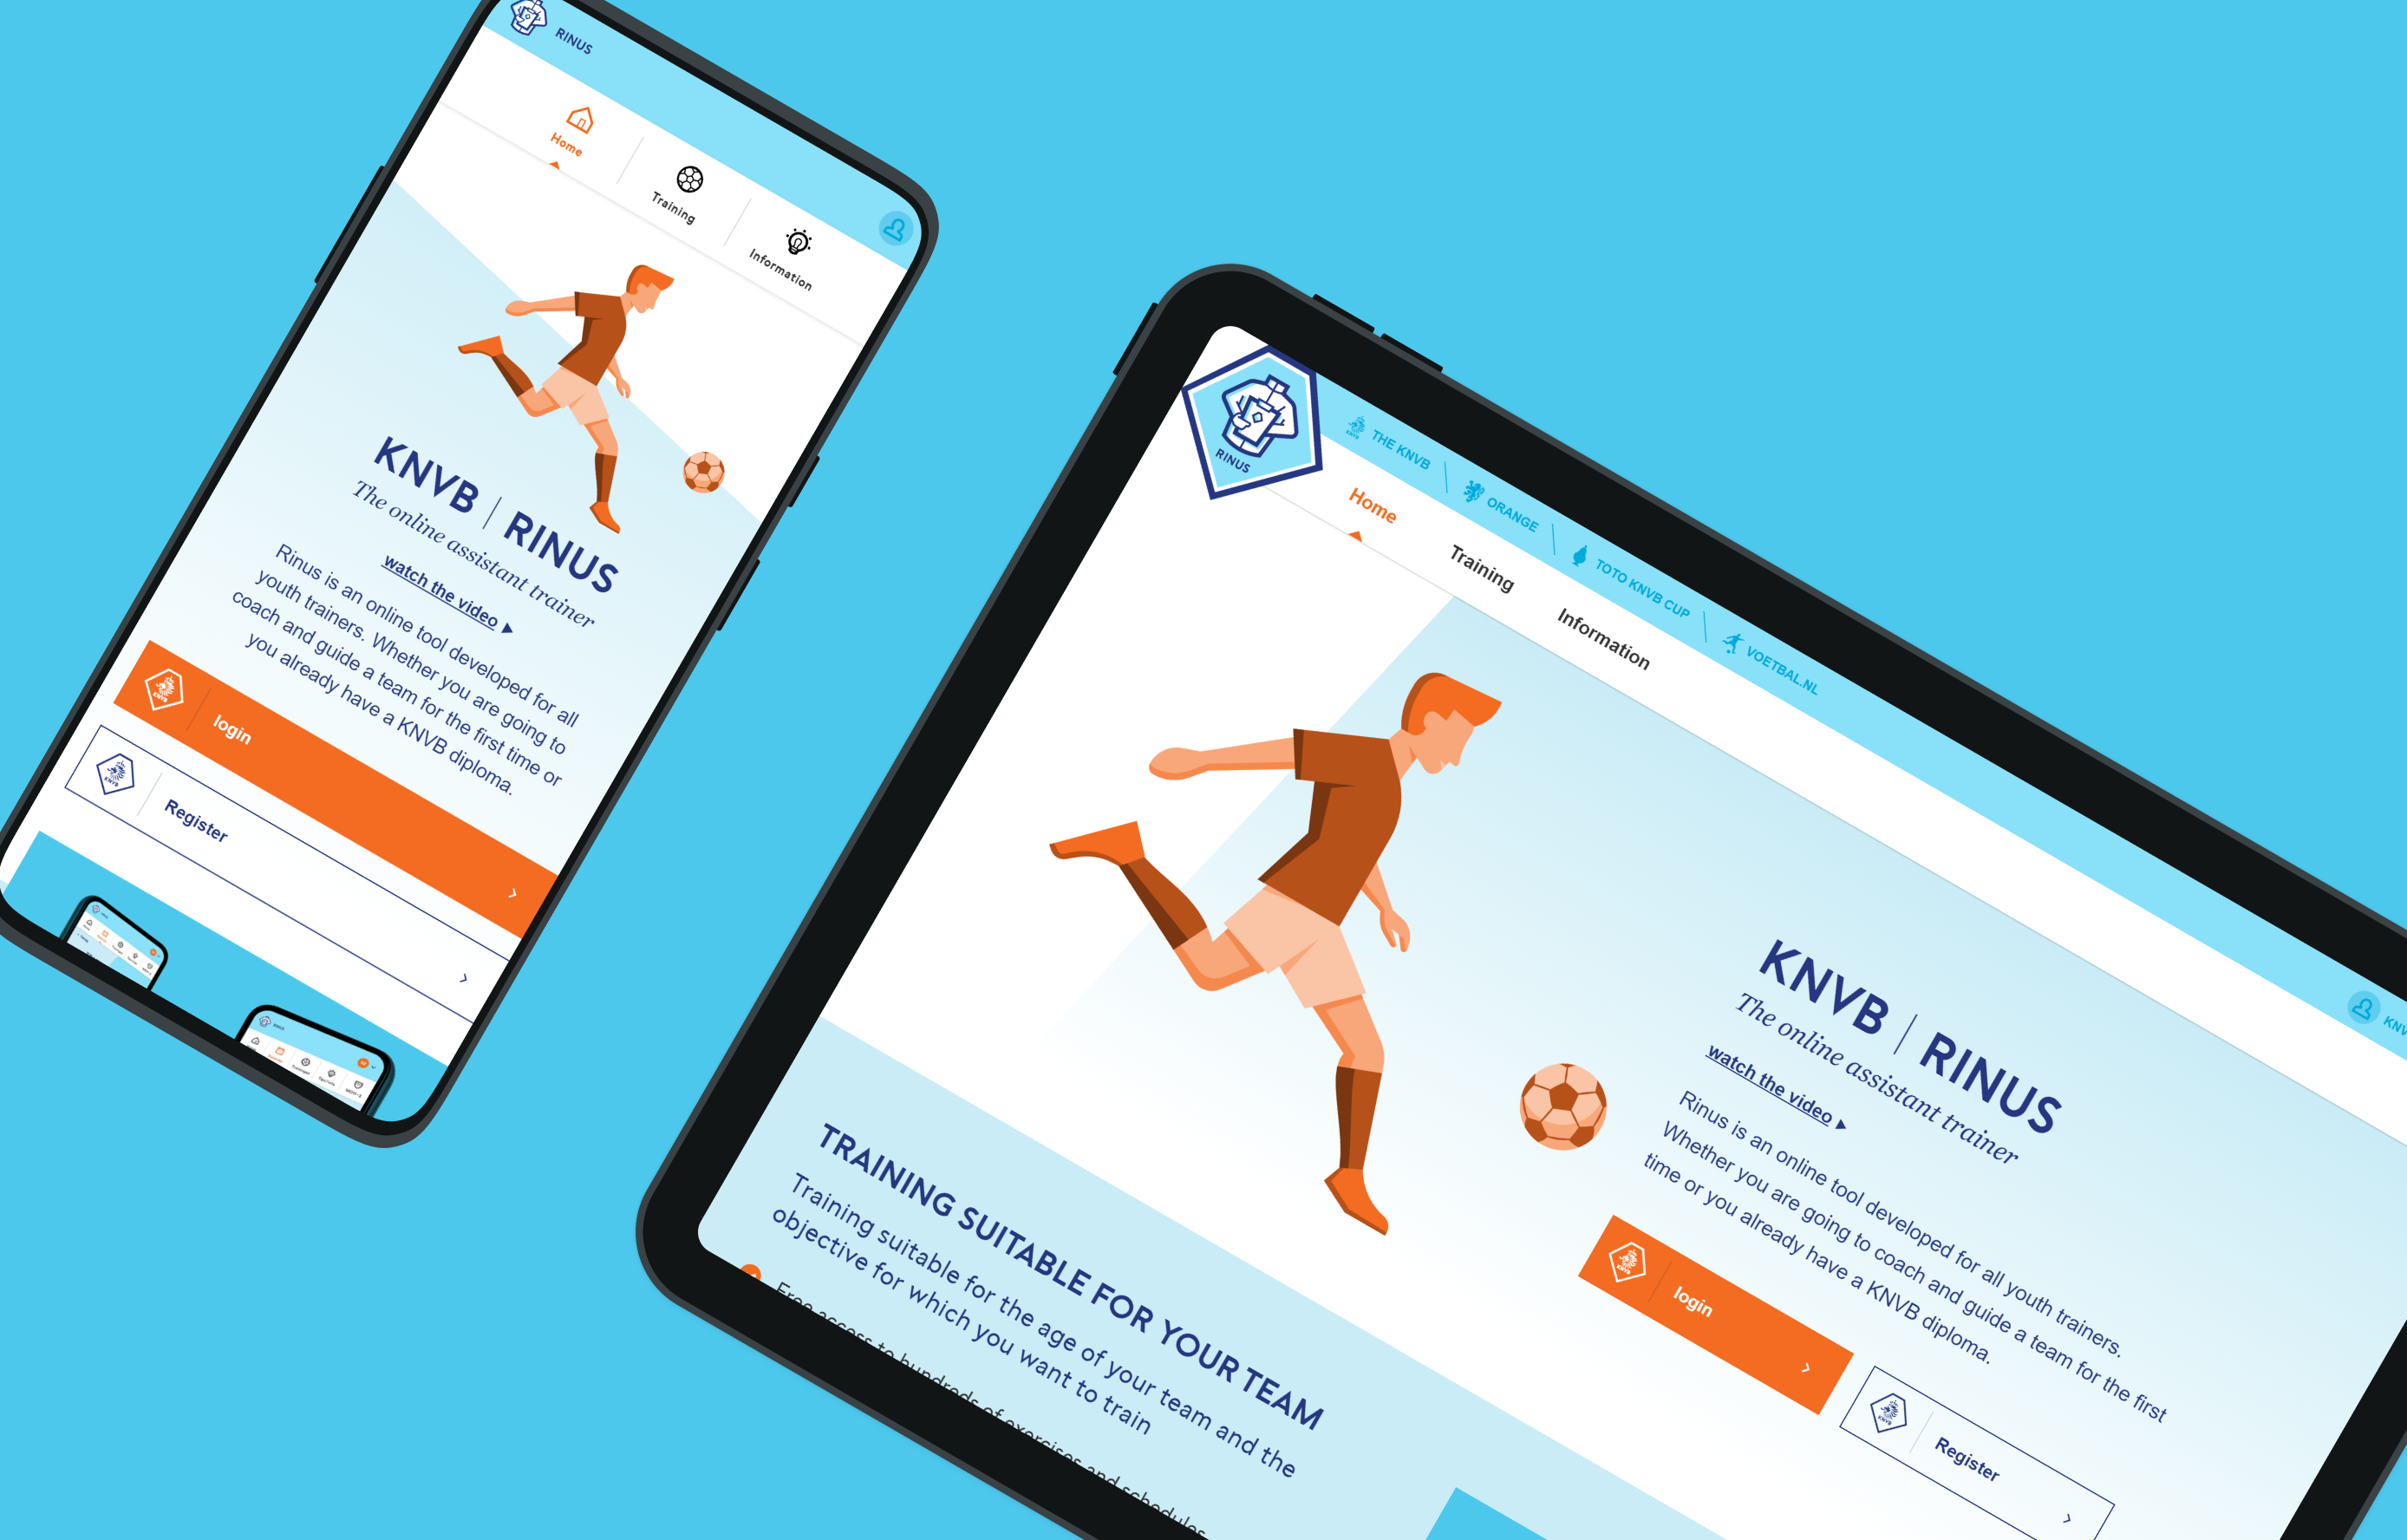 RINUS
Home
Training
Information
KNVB | RINUS
The online assistant trainer
watch the video
Rinus is an online tool developed for all
youth trainers. Whether you are going to
coach and guide a team for the first time or
you already have a KNVB diploma.
KNVB
login
KNVB
Register
RINUS
KNVB
THE KNVB
ORANGE
TOTO KNVB CUP
VOETBAL.NL
Home
Training
Information
KNVB | RINUS
The online assistant trainer
watch the video
Rinus is an online tool developed for all youth trainers.
Whether you are going to coach and guide a team for the first
time or you already have a KNVB diploma.
KNVB
login
KNVB
Register
TRAINING SUITABLE FOR YOUR TEAM
Training suitable for the age of your team and the
objective for which you want to train
Free access to hundreds of exercises and schedules